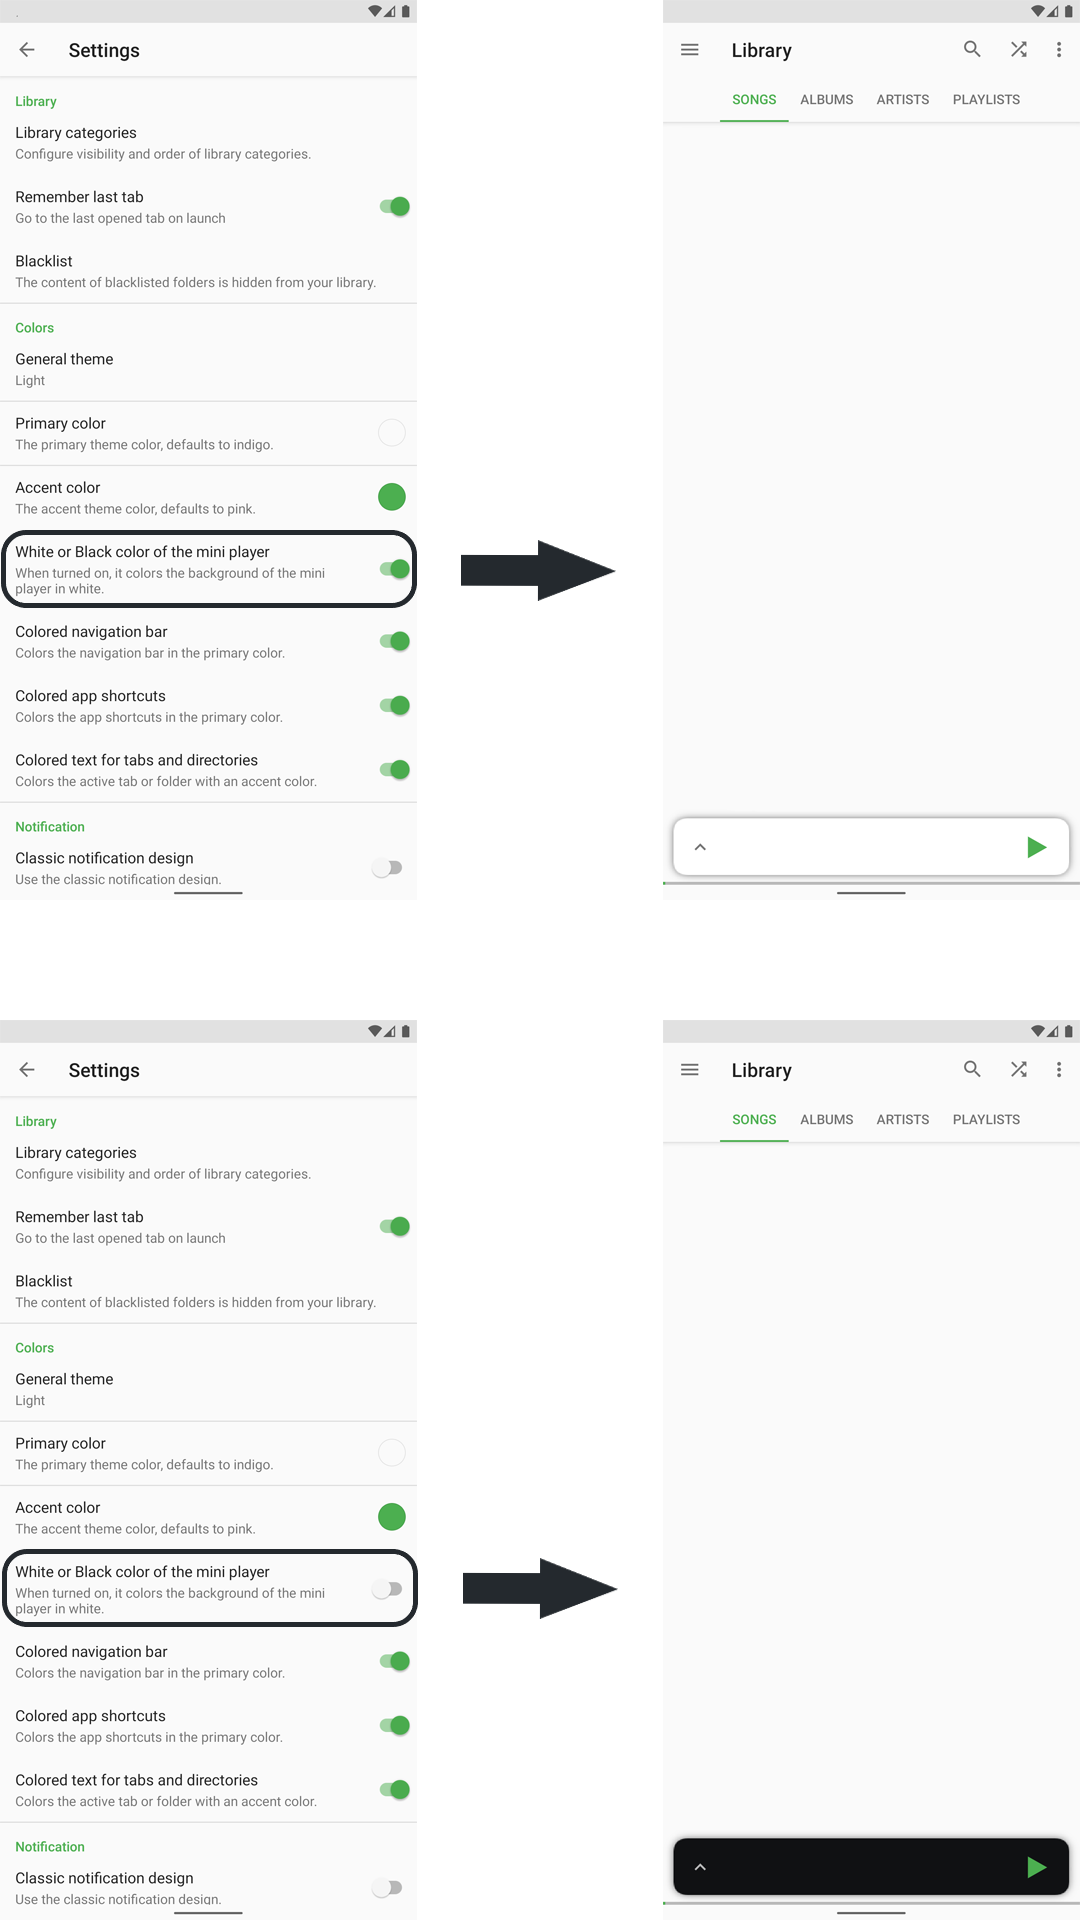 Settings
Library
Library categories
Configure visibility and order of library categories.
Remember last tab
Go to the last opened tab on launch
Blacklist
The content of blacklisted folders is hidden from your library.
Colors
General theme
Light
Primary color
The primary theme color, defaults to indigo.
Accent color
The accent theme color, defaults to pink.
White or Black color of the mini player
When turned on, it colors the background of the mini
player in white.
Colored navigation bar
Colors the navigation bar in the primary color.
Colored app shortcuts
Colors the app shortcuts in the primary color.
Colored text for tabs and directories
Colors the active tab or folder with an accent color.
Notification
Classic notification design
Use the classic notification design.
Library
SONGS ALBUMS ARTISTS PLAYLISTS
Settings
Library
Library categories
Configure visibility and order of library categories.
Remember last tab
Go to the last opened tab on launch
Blacklist
The content of blacklisted folders is hidden from your library.
Colors
General theme
Light
Primary color
The primary theme color, defaults to indigo.
Accent color
The accent theme color, defaults to pink.
White or Black color of the mini player
When turned on, it colors the background of the mini
player in white.
Colored navigation bar
Colors the navigation bar in the primary color.
Colored app shortcuts
Colors the app shortcuts in the primary color.
Colored text for tabs and directories
Colors the active tab or folder with an accent color.
Notification
Classic notification design
Use the classic notification design.
Library
SONGS ALBUMS ARTISTS PLAYLISTS